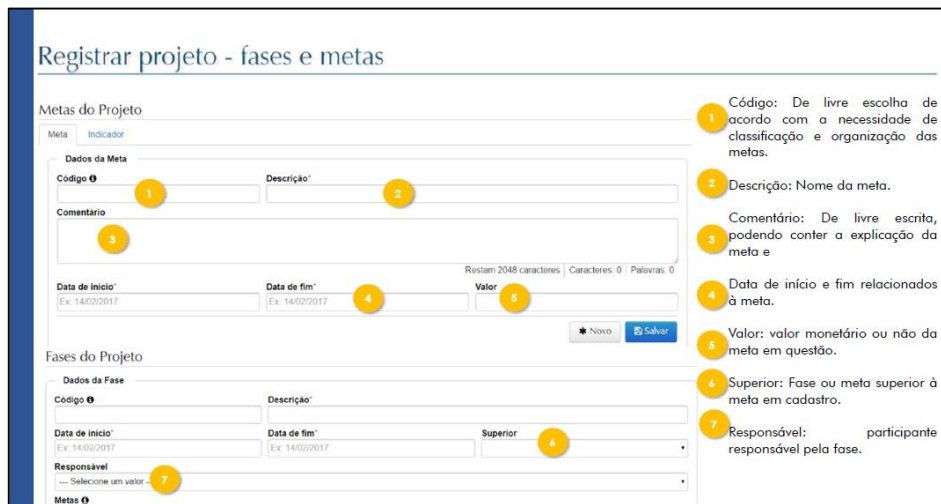 Registrar projeto - fases e metas
Metas do Projeto
Meta Indicador
Dados da Meta
Código Descrição*
1 2
Comentário
3
Restam 2048 caracteres Caracteres: 0 Palavras: 0
Data de início* Data de fim* Valor
Ex: 14/02/2017 Ex: 14/02/2017 4 5
Novo Salvar
Fases do Projeto
Dados da Fase
Código Descrição*
Data de início* Data de fim* Superior
Ex: 14/02/2017 Ex: 14/02/2017 6
Responsável
--- Selecione um valor -- 7
Metas
1 Código: De livre escolha de
acordo com a necessidade de
classificação e organização das
metas.
2 Descrição: Nome da meta.
Comentário: De livre escrita,
3 podendo conter a explicação da
meta e
4 Data de início e fim relacionados
à meta.
Valor: valor monetário ou não da
5 meta em questão.
6 Superior: Fase ou meta superior à
meta em cadastro.
7 Responsável: participante
responsável pela fase.